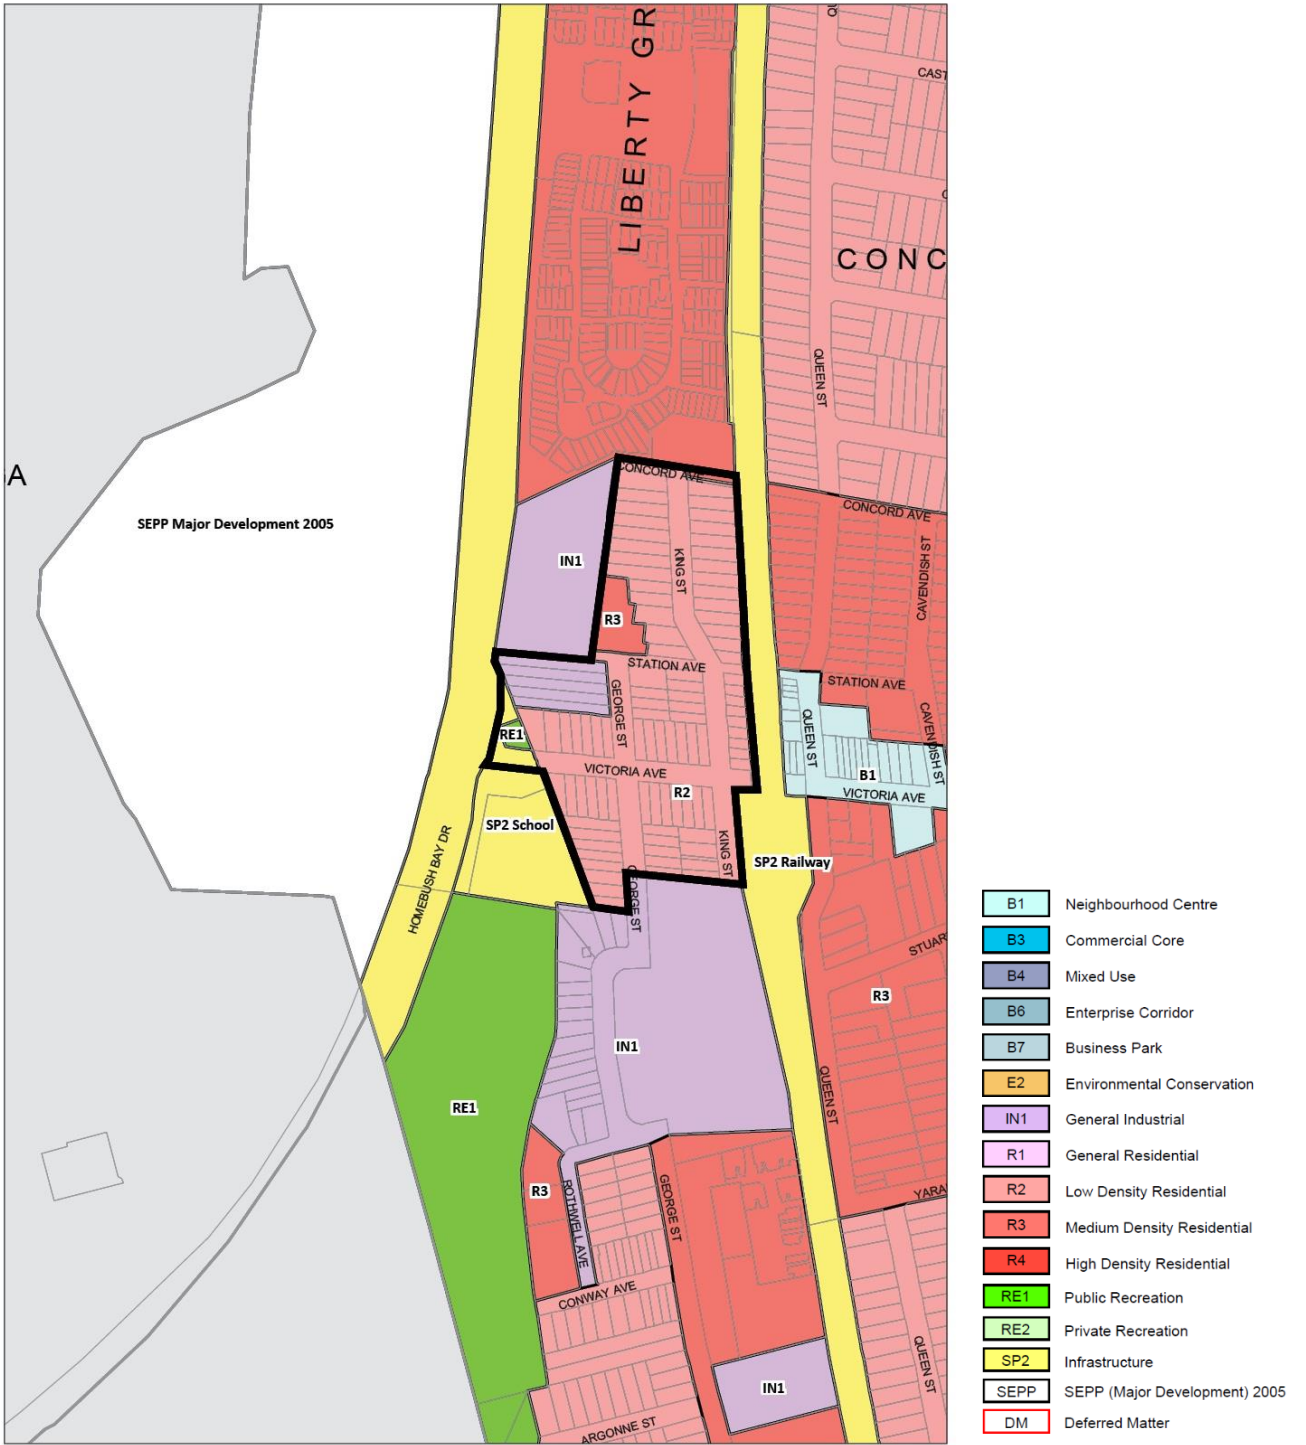 LIBERTY GR
CAST
CONC
QUEEN ST
A
CONCORD AVE
SEPP Major Development 2005
CONCORD AVE
KING ST
CAVENDISH ST
IN1
R3
STATION AVE
STATION AVE
GEORGE ST
QUEEN ST
CAVENDISH ST
RE1
VICTORIA AVE
B1
R2
VICTORIA AVE
SP2 School
KING ST
SP2 Railway
HOMEBUSH BAY DR
GEORGE ST
STUAR
R3
IN1
QUEEN ST
RE1
R3
ROTHWELL AVE
GEORGE ST
YARA
CONWAY AVE
QUEEN ST
IN1
ARGONNE ST
B1 Neighbourhood Centre
B3 Commercial Core
B4 Mixed Use
B6 Enterprise Corridor
B7 Business Park
E2 Environmental Conservation
IN1 General Industrial
R1 General Residential
R2 Low Density Residential
R3 Medium Density Residential
R4 High Density Residential
RE1 Public Recreation
RE2 Private Recreation
SP2 Infrastructure
SEPP SEPP (Major Development) 2005
DM Deferred Matter